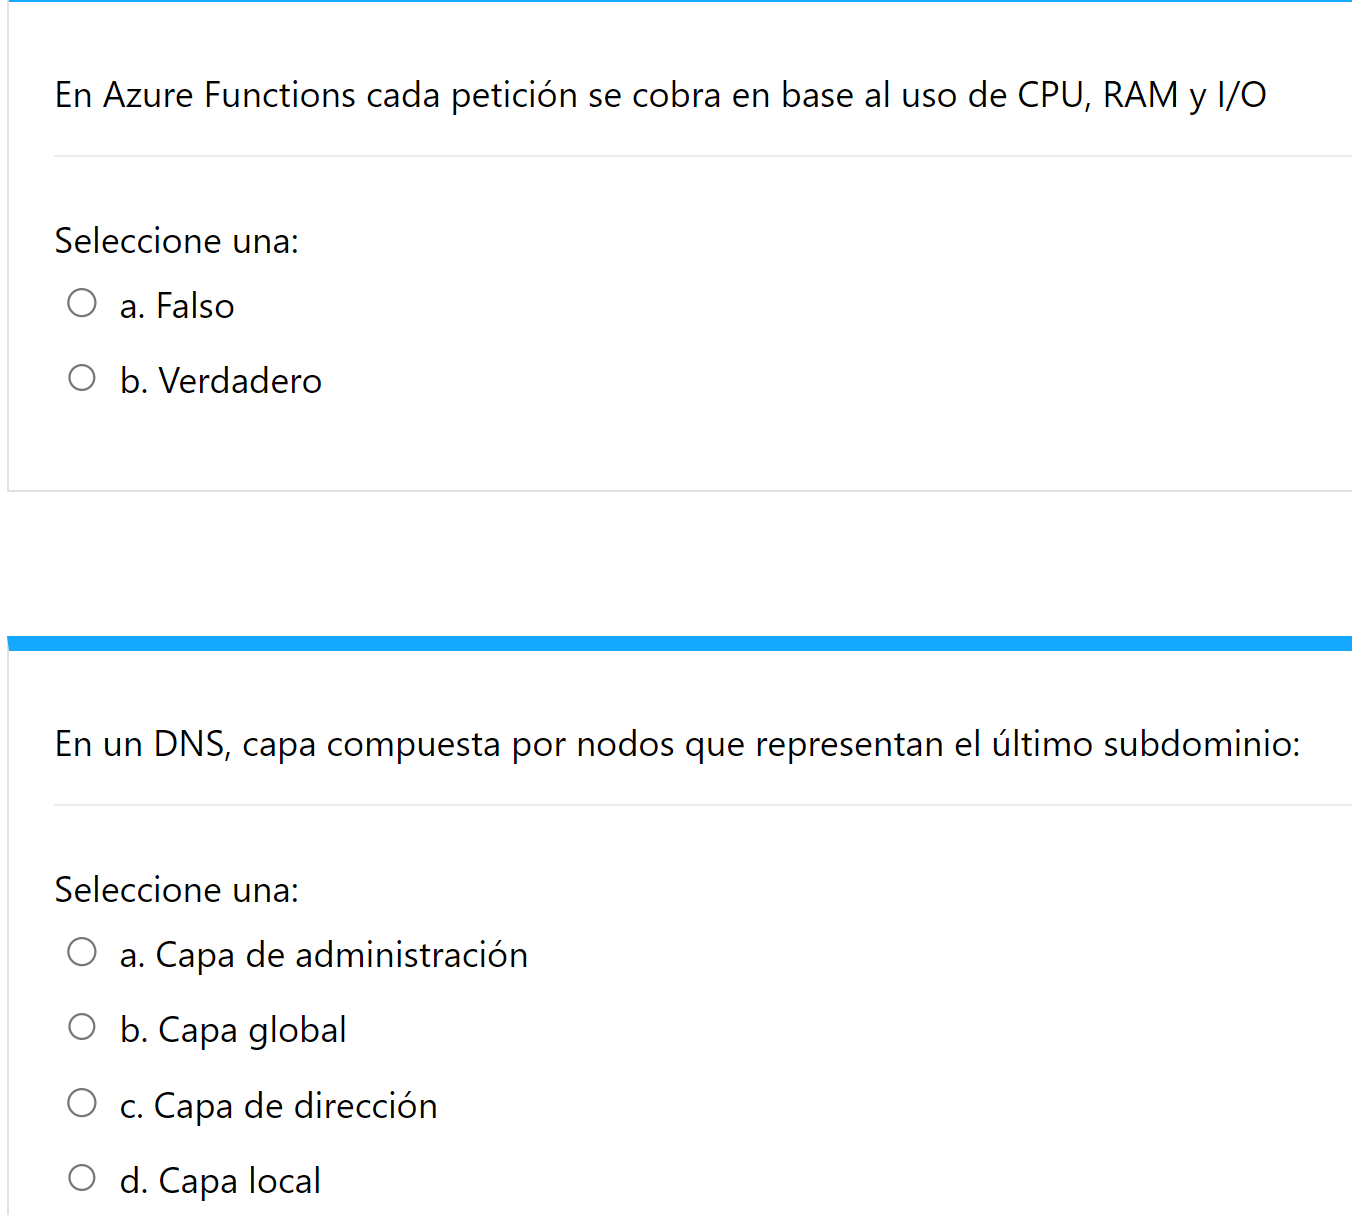 En Azure Functions cada petición se cobra en base al uso de CPU, RAM y I/O
Seleccione una:
a. Falso
b. Verdadero
En un DNS, capa compuesta por nodos que representan el último subdominio:
Seleccione una:
a. Capa de administración
b. Capa global
c. Capa de dirección
d. Capa local